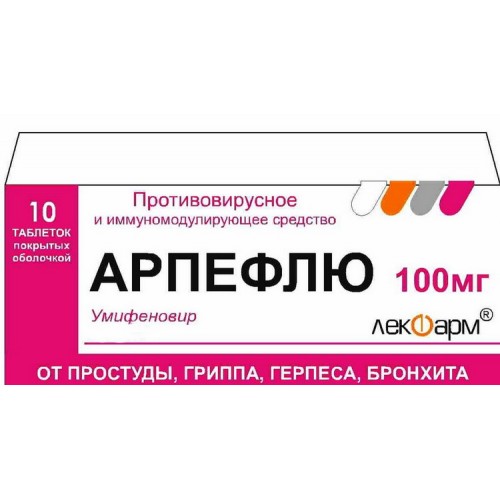 10
ТАБЛЕТОК
покрытых
оболочкой
Противовирусное
и иммуномодулирующее средство
АРПЕФЛЮ 100мг
Умифеновир
лекФарм®
ОТ ПРОСТУДЫ, ГРИППА, ГЕРПЕСА, БРОНХИТА